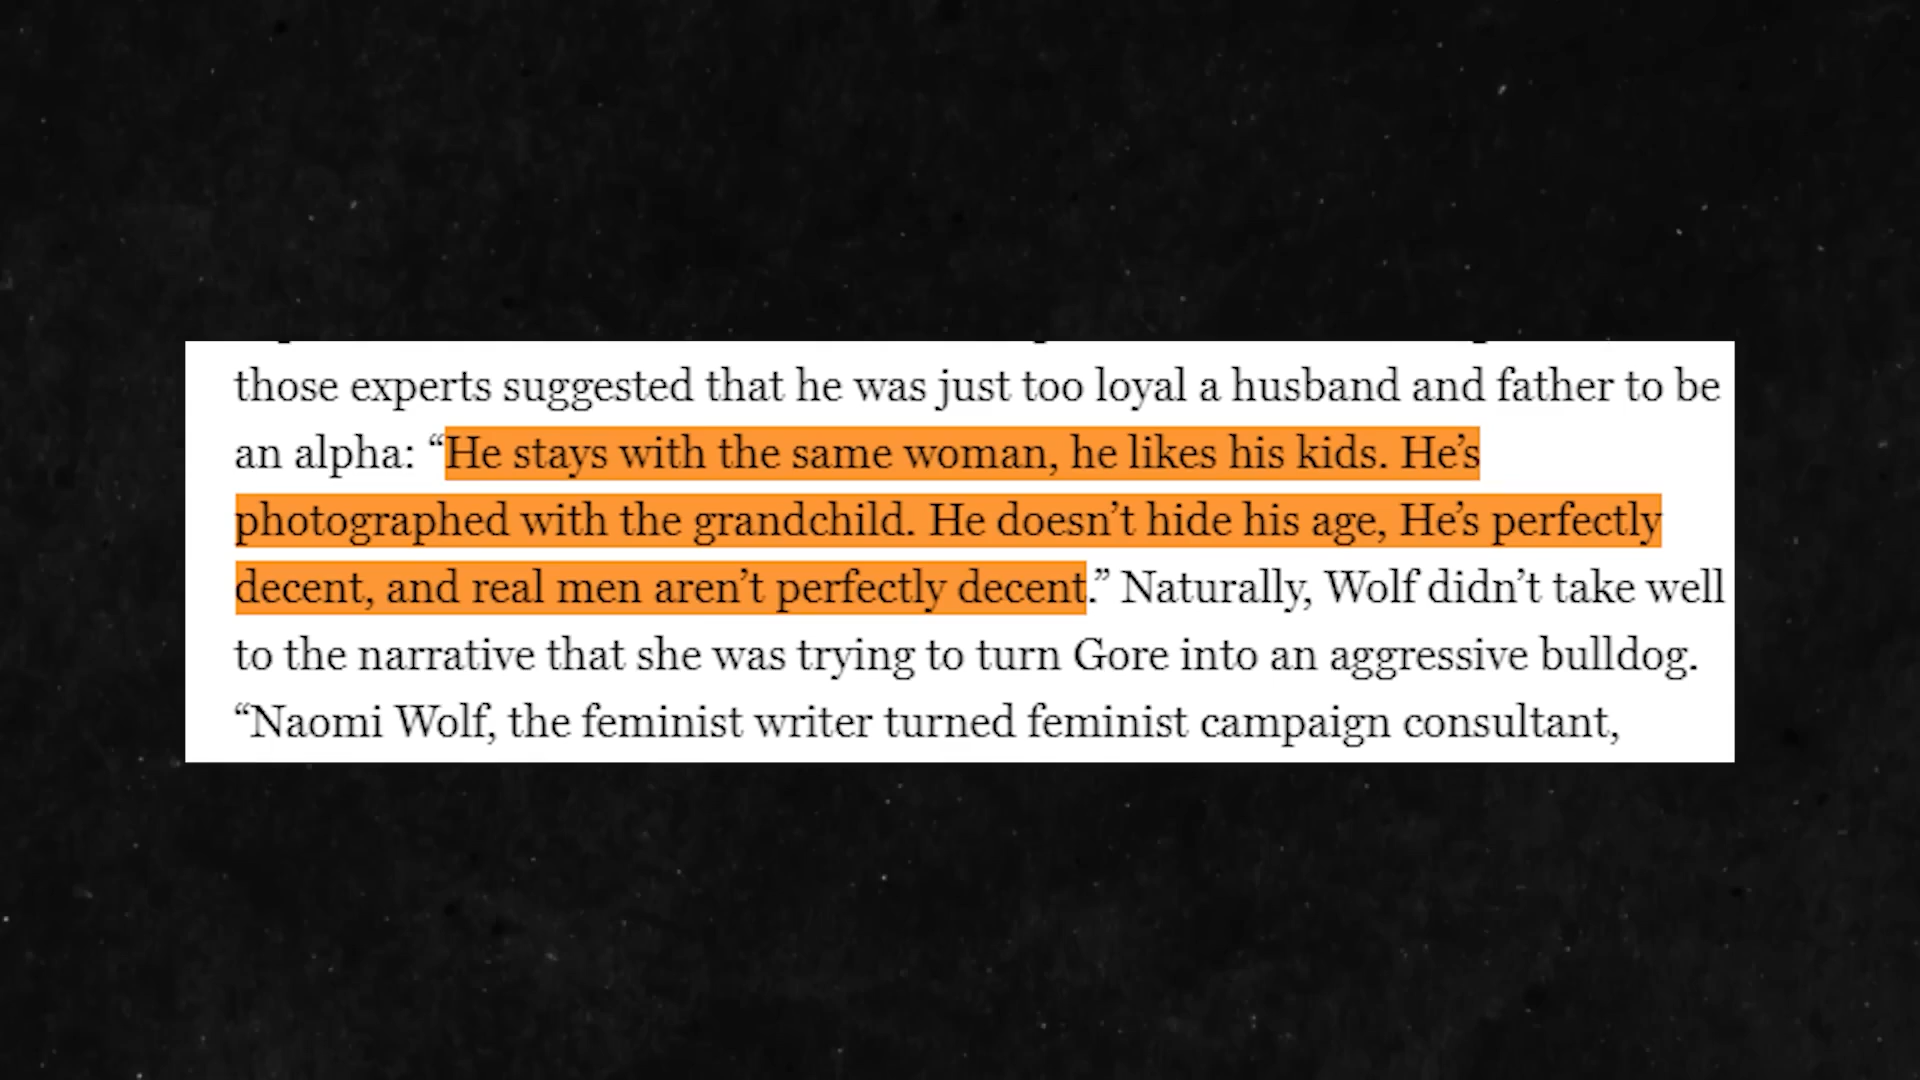 those experts suggested that he was just too loyal a husband and father to be
an alpha: “He stays with the same woman, he likes his kids. He’s
photographed with the grandchild. He doesn’t hide his age, He’s perfectly
decent, and real men aren’t perfectly decent.” Naturally, Wolf didn’t take well
to the narrative that she was trying to turn Gore into an aggressive bulldog.
“Naomi Wolf, the feminist writer turned feminist campaign consultant,